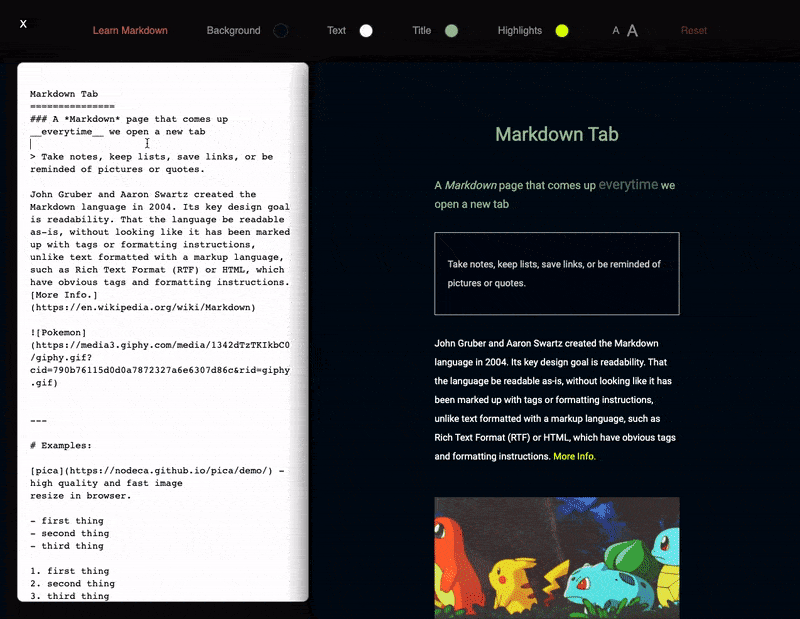 x
Learn Markdown
Background
Text
Title
Highlights
A A
Reset
Markdown Tab
===============
### A *Markdown* page that comes up
__everytime__ we open a new tab
> Take notes, keep lists, save links, or be
reminded of pictures or quotes.
John Gruber and Aaron Swartz created the
Markdown language in 2004. Its key design goal
is readability. That the language be readable
as-is, without looking like it has been marked
up with tags or formatting instructions,
unlike text formatted with a markup language,
such as Rich Text Format (RTF) or HTML, which
have obvious tags and formatting instructions.
[More Info.]
(https://en.wikipedia.org/wiki/Markdown)
![Pokemon]
(https://media3.giphy.com/media/1342dTzTKIkbC0
/giphy.gif?
cid=790b76115d0d0a7872327a6e6307d86c&rid=giphy
.gif)
---
# Examples:
[pica](https://nodeca.github.io/pica/demo/) -
high quality and fast image
resize in browser.
- first thing
- second thing
- third thing
1. first thing
2. second thing
3. third thing
Markdown Tab
A Markdown page that comes up everytime we
open a new tab
Take notes, keep lists, save links, or be reminded of
pictures or quotes.
John Gruber and Aaron Swartz created the Markdown
language in 2004. Its key design goal is readability. That
the language be readable as-is, without looking like it has
been marked up with tags or formatting instructions,
unlike text formatted with a markup language, such as
Rich Text Format (RTF) or HTML, which have obvious tags
and formatting instructions. More Info.